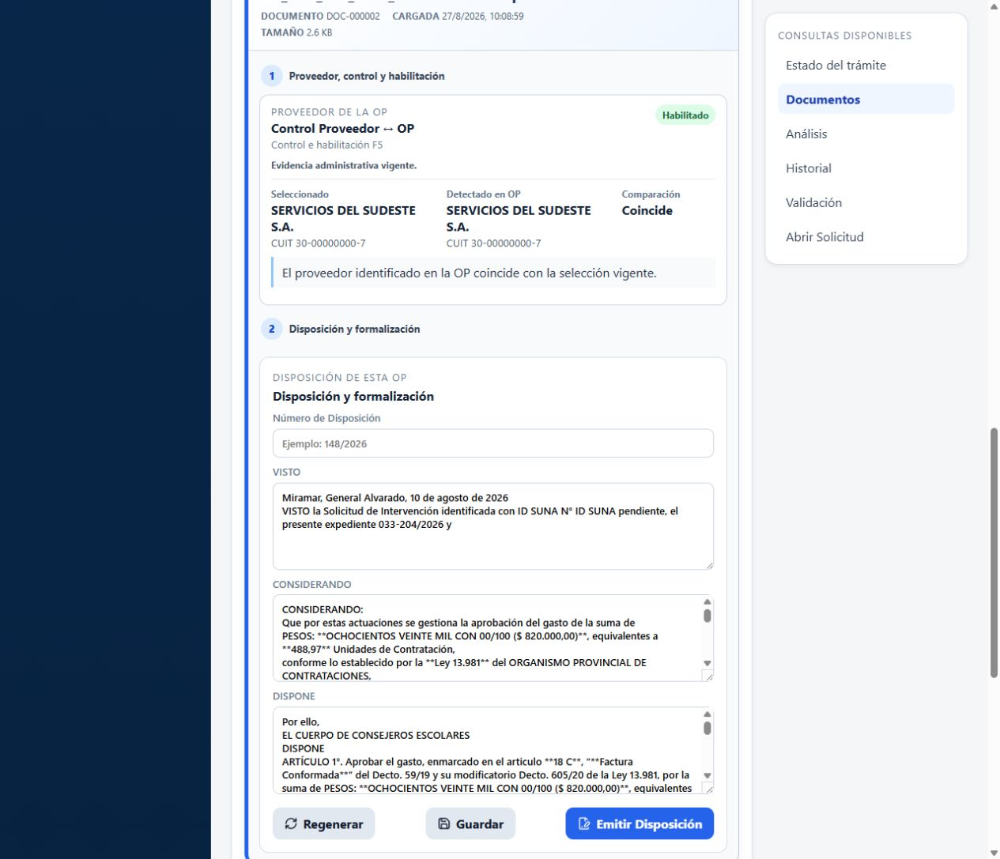 DOCUMENTO DOC-000002 CARGADA 27/8/2026, 10:08:59
TAMAÑO 2.6 KB
1 Proveedor, control y habilitación
PROVEEDOR DE LA OP
Habilitado
Control Proveedor ↔ OP
Control e habilitación F5
Evidencia administrativa vigente.
Seleccionado
SERVICIOS DEL SUDESTE
S.A.
CUIT 30-00000000-7
Detectado en OP
SERVICIOS DEL SUDESTE
S.A.
CUIT 30-00000000-7
Comparación
Coincide
El proveedor identificado en la OP coincide con la selección vigente.
2 Disposición y formalización
DISPOSICIÓN DE ESTA OP
Disposición y formalización
Número de Disposición
Ejemplo: 148/2026
VISTO
Miramar, General Alvarado, 10 de agosto de 2026
VISTO la Solicitud de Intervención identificada con ID SUNA N° ID SUNA pendiente, el
presente expediente 033-204/2026 y
CONSIDERANDO
CONSIDERANDO:
Que por estas actuaciones se gestiona la aprobación del gasto de la suma de
PESOS: **OCHOCIENTOS VEINTE MIL CON 00/100 ($ 820.000,00)**, equivalentes a
**488,97** Unidades de Contratación,
conforme lo establecido por la **Ley 13.981** del ORGANISMO PROVINCIAL DE
CONTRATACIONES,
DISPONE
Por ello,
EL CUERPO DE CONSEJEROS ESCOLARES
DISPONE
ARTÍCULO 1°. Aprobar el gasto, enmarcado en el articulo **18 C**, "**Factura
Conformada**" del Decto. 59/19 y su modificatorio Decto. 605/20 de la Ley 13.981, por la
suma de PESOS: **OCHOCIENTOS VEINTE MIL CON 00/100 ($ 820.000,00)**, equivalentes
Regenerar
Guardar
Emitir Disposición
CONSULTAS DISPONIBLES
Estado del trámite
Documentos
Análisis
Historial
Validación
Abrir Solicitud